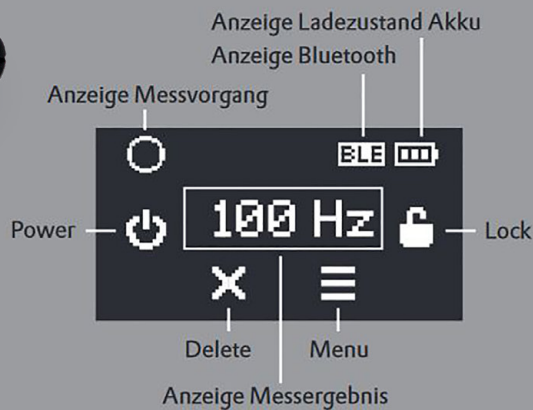 Anzeige Ladezustand Akku
Anzeige Bluetooth
Anzeige Messvorgang
BLE
Power
100 Hz
Lock
Delete
Menu
Anzeige Messergebnis